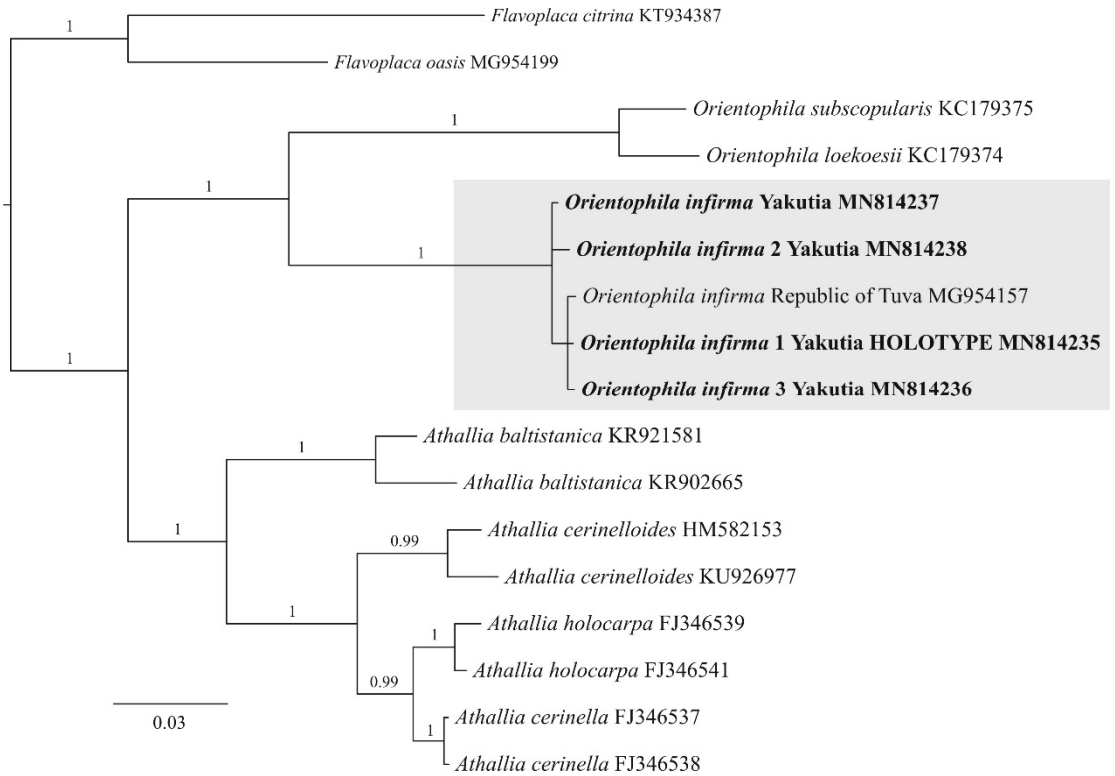 1
Flavoplaca citrina KT934387
Flavoplaca oasis MG954199
1
Orientophila subscopularis KC179375
Orientophila loekoesii KC179374
1
Orientophila infirma Yakutia MN814237
1
Orientophila infirma 2 Yakutia MN814238
Orientophila infirma Republic of Tuva MG954157
Orientophila infirma 1 Yakutia HOLOTYPE MN814235
1
Orientophila infirma 3 Yakutia MN814236
Athallia baltistanica KR921581
1
Athallia baltistanica KR902665
1
Athallia cerinelloides HM582153
0.99
Athallia cerinelloides KU926977
1
Athallia holocarpa FJ346539
1
Athallia holocarpa FJ346541
0.99
Athallia cerinella FJ346537
1
Athallia cerinella FJ346538
0.03